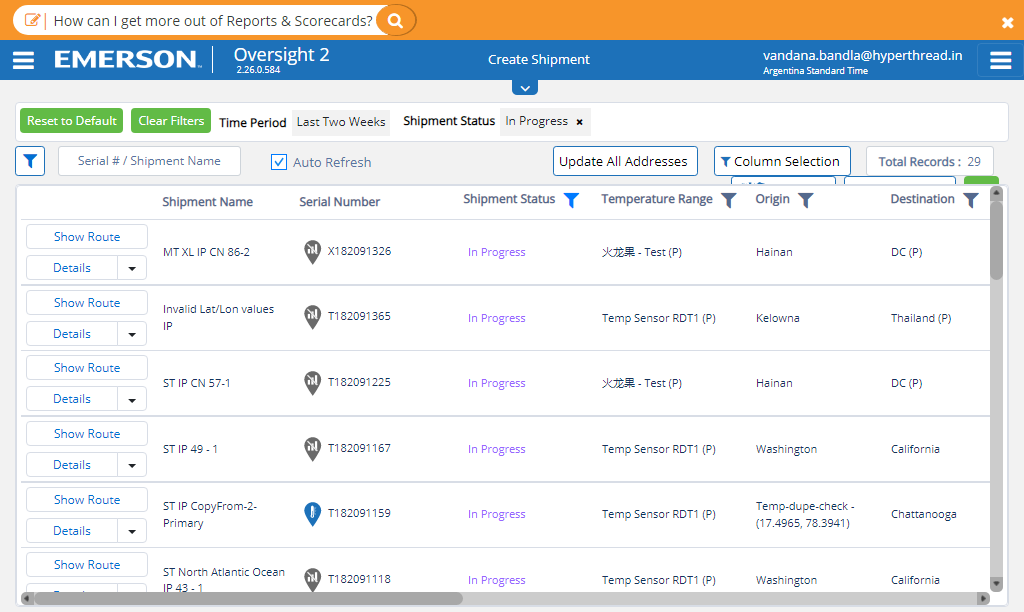 How can I get more out of Reports & Scorecards?
EMERSON
Oversight 2
2.26.0.584
Create Shipment
vandana.bandla@hyperthread.in
Argentina Standard Time
Reset to Default
Clear Filters
Time Period
Last Two Weeks
Shipment Status
In Progress ×
Serial # / Shipment Name
Auto Refresh
Update All Addresses
Column Selection
Total Records : 29
Shipment Name
Serial Number
Shipment Status
Temperature Range
Origin
Destination
Show Route
Details
MT XL IP CN 86-2
X182091326
In Progress
火龙果 - Test (P)
Hainan
DC (P)
Show Route
Details
Invalid Lat/Lon values
IP
T182091365
In Progress
Temp Sensor RDT1 (P)
Kelowna
Thailand (P)
Show Route
Details
ST IP CN 57-1
T182091225
In Progress
火龙果 - Test (P)
Hainan
DC (P)
Show Route
Details
ST IP 49 - 1
T182091167
In Progress
Temp Sensor RDT1 (P)
Washington
California
Show Route
Details
ST IP CopyFrom-2-
Primary
T182091159
In Progress
Temp Sensor RDT1 (P)
Temp-dupe-check -
(17.4965, 78.3941)
Chattanooga
Show Route
ST North Atlantic Ocean
IP 43 - 1
T182091118
In Progress
Temp Sensor RDT1 (P)
Washington
California